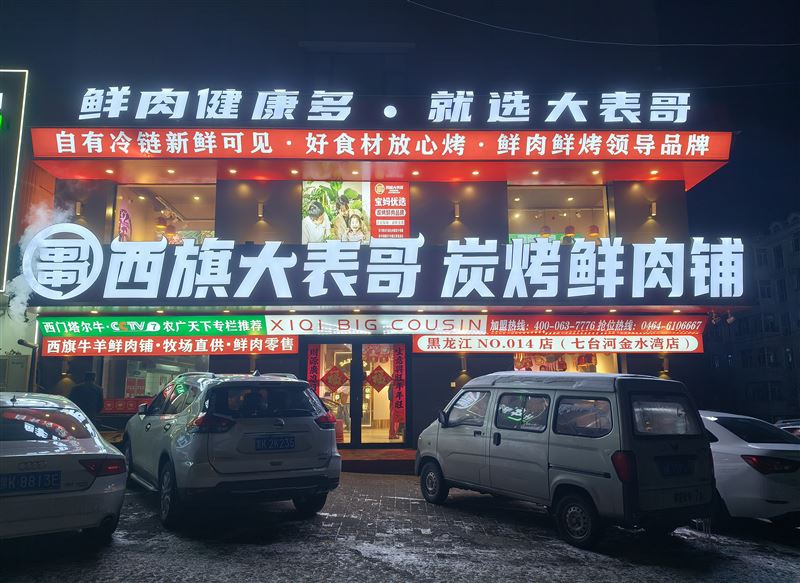 鲜肉健康多·就选大表哥
自有冷链新鲜可见·好食材放心烤·鲜肉鲜烤领导品牌
宝妈优选
西旗大表哥 炭烤鲜肉铺
西门塔尔牛·CCTV7农广天下专栏推荐
XIQI BIG COUSIN
加盟热线：400-063-7776 抢位热线：0464-6106667
西旗牛羊鲜肉铺·牧场直供·鲜肉零售
黑龙江NO.014店（七台河金水湾店）